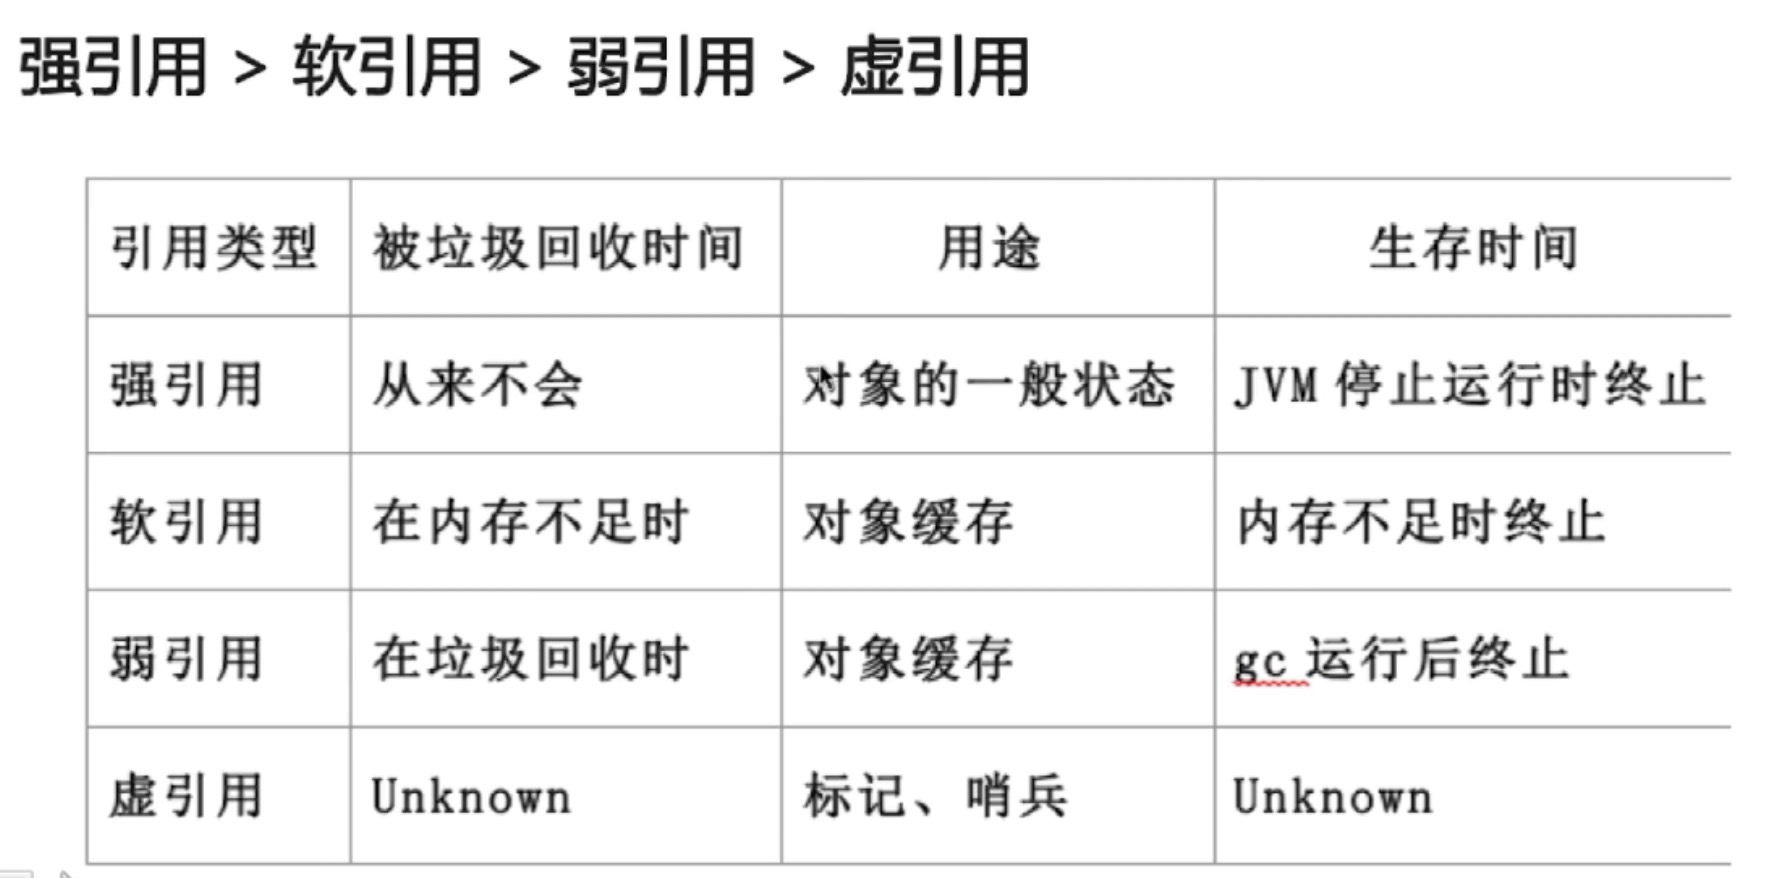 强引用 > 软引用 > 弱引用 > 虚引用
引用类型 被垃圾回收时间 用途 生存时间
强引用 从来不会 对象的一般状态 JVM 停止运行时终止
软引用 在内存不足时 对象缓存 内存不足时终止
弱引用 在垃圾回收时 对象缓存 gc 运行后终止
虚引用 Unknown 标记、哨兵 Unknown